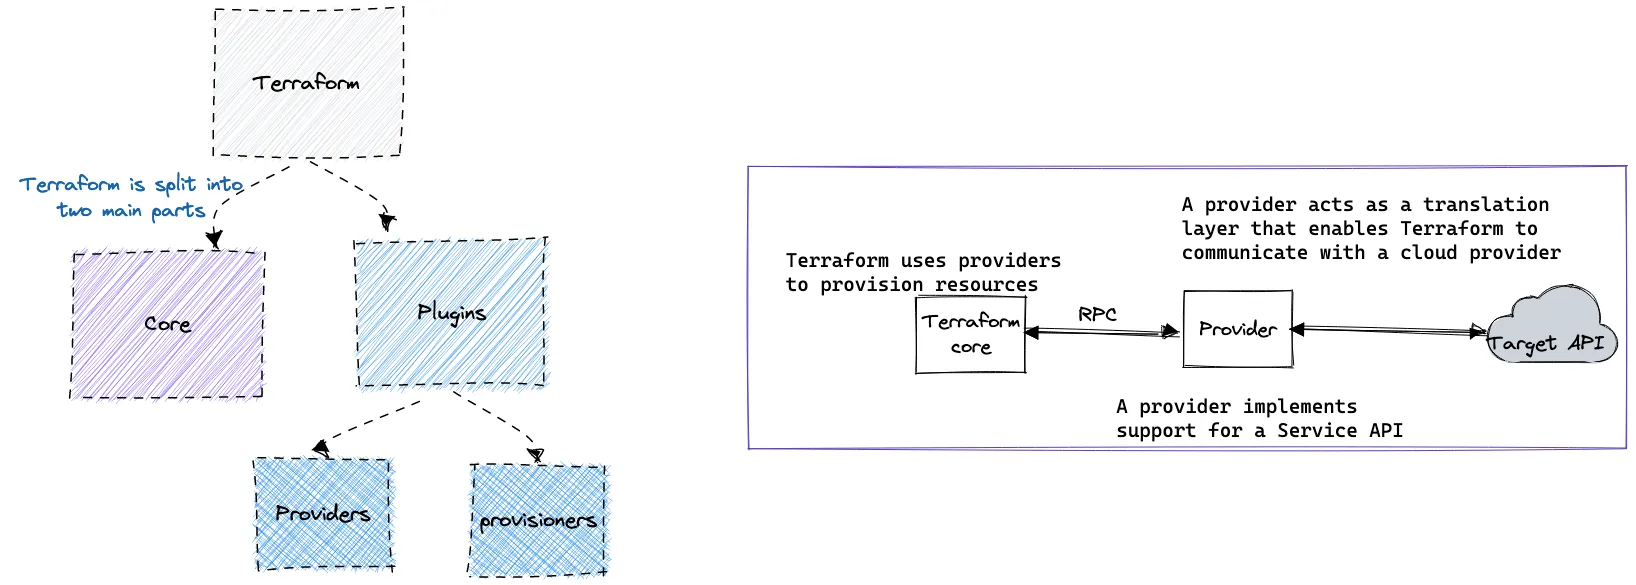 Terraform
Terraform is split into
two main parts
Core
Plugins
Providers
provisioners
A provider acts as a translation
layer that enables Terraform to
communicate with a cloud provider
Terraform uses providers
to provision resources
Terraform
core
RPC
Provider
Target API
A provider implements
support for a Service API